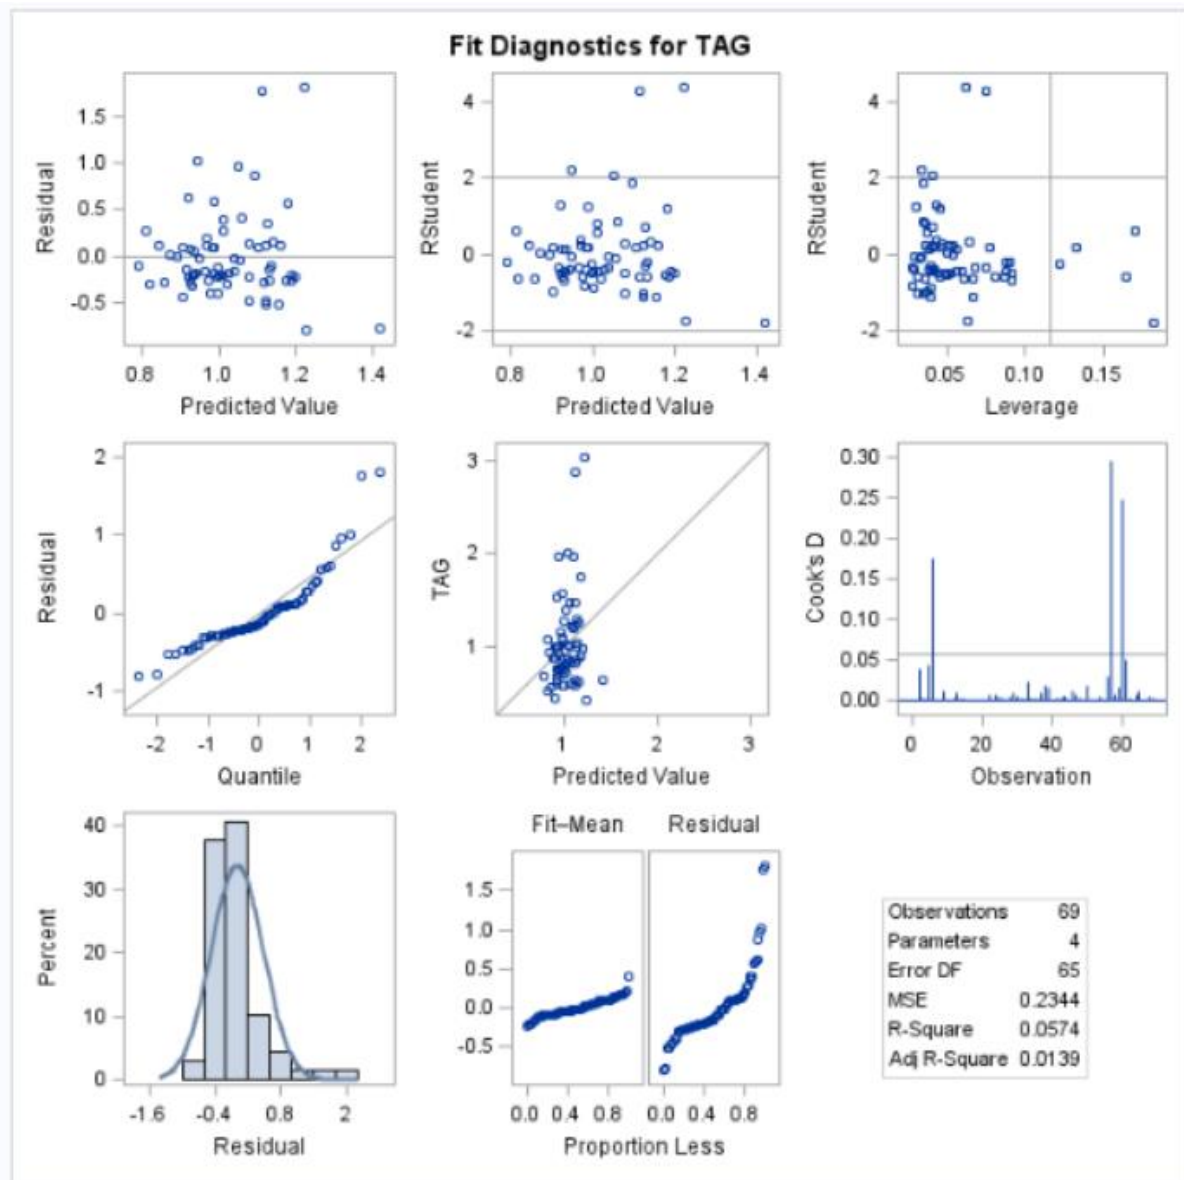 Fit Diagnostics for TAG
Residual
1.5
1.0
0.5
0.0
-0.5
0.8 1.0 1.2 1.4
Predicted Value
RStudent
4
2
0
-2
0.8 1.0 1.2 1.4
Predicted Value
RStudent
4
2
0
-2
0.05 0.10 0.15
Leverage
Residual
2
1
0
-1
-2 -1 0 1 2
Quantile
TAG
3
2
1
1 2 3
Predicted Value
Cook's D
0.30
0.25
0.20
0.15
0.10
0.05
0.00
0 20 40 60
Observation
Percent
40
30
20
10
0
-1.6 -0.4 0.8 2
Residual
Fit–Mean Residual
1.5
1.0
0.5
0.0
-0.5
0.0 0.4 0.8 0.0 0.4 0.8
Proportion Less
Observations 69
Parameters 4
Error DF 65
MSE 0.2344
R-Square 0.0574
Adj R-Square 0.0139